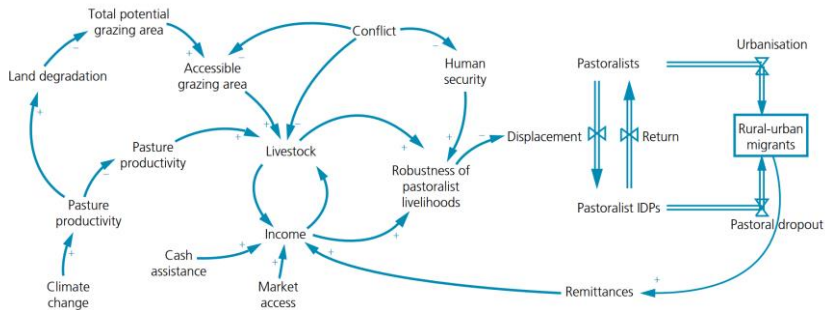 Total potential
grazing area
Conflict
Urbanisation
Land degradation
Accessible
grazing area
Human
security
Pastoralists
Pasture
productivity
Livestock
Displacement
Return
Rural-urban
migrants
Robustness of
pastoralist
livelihoods
Pasture
productivity
Pastoralist IDPs
Pastoral dropout
Income
Cash
assistance
Climate
change
Market
access
Remittances
+
+
+
+
+
+
+
+
+
+
+
+
+
−
−
−
−
−
−